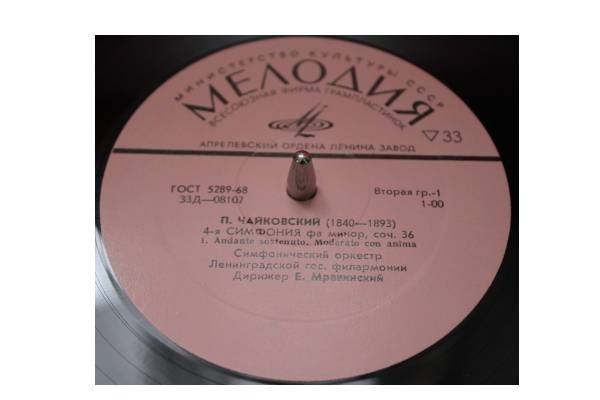 МИНИСТЕРСТВО КУЛЬТУРЫ СССР
МЕЛОДИЯ
ВСЕСОЮЗНАЯ ФИРМА ГРАМПЛАСТИНОК
▽33
АПРЕЛЕВСКИЙ ОРДЕНА ЛЕНИНА ЗАВОД
ГОСТ 5289-68
33Д—08107
Вторая гр.-1
1-00
П. ЧАЙКОВСКИЙ (1840—1893)
4-я СИМФОНИЯ фа минор, соч. 36
1. Andante sostenuto. Moderato con anima
Симфонический оркестр
Ленинградской гос. филармонии
Дирижер Е. Мравинский